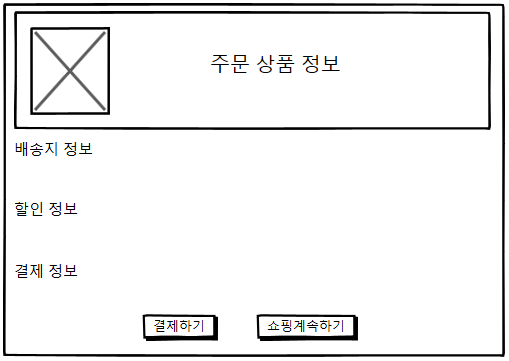 주문 상품 정보
배송지 정보
할인 정보
결제 정보
결제하기
쇼핑계속하기